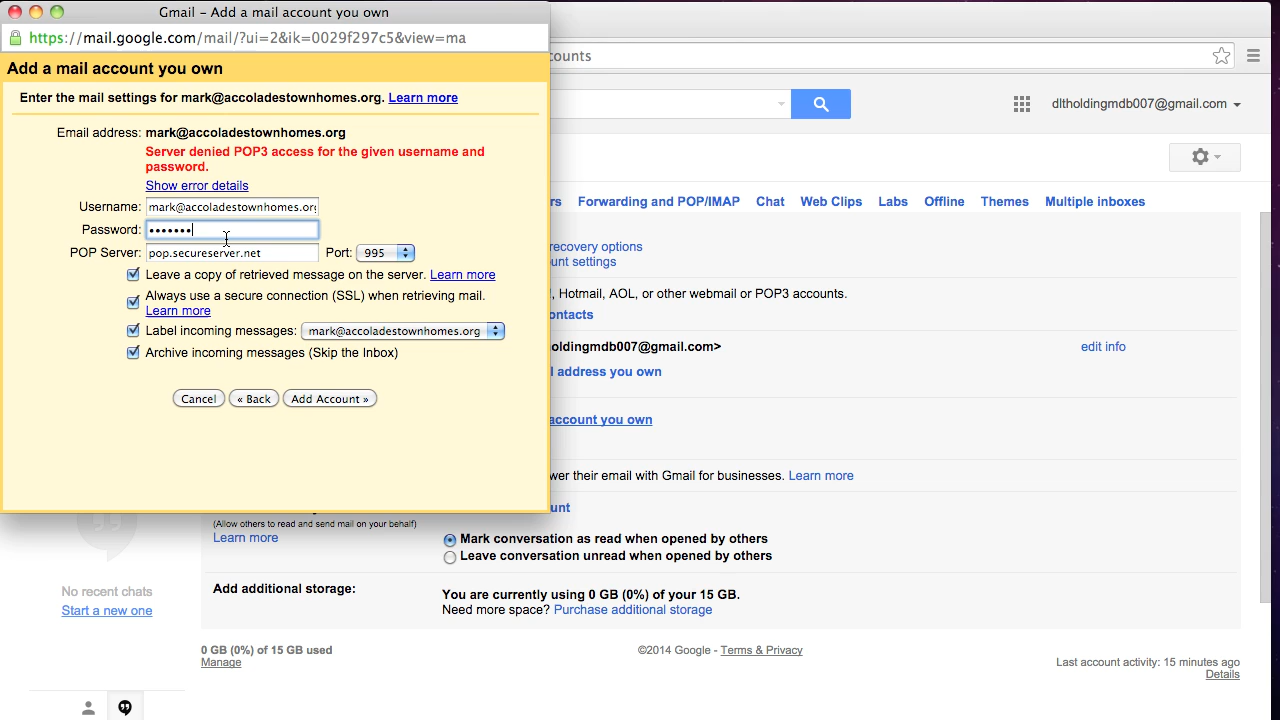 Gmail – Add a mail account you own
https://mail.google.com/mail/?ui=2&ik=0029f297c5&view=ma
Add a mail account you own
Enter the mail settings for mark@accoladestownhomes.org. Learn more
Email address: mark@accoladestownhomes.org
Server denied POP3 access for the given username and
password.
Show error details
Username: mark@accoladestownhomes.org
Password: •••••••
POP Server: pop.secureserver.net Port: 995
Leave a copy of retrieved message on the server. Learn more
Always use a secure connection (SSL) when retrieving mail.
Learn more
Label incoming messages: mark@accoladestownhomes.org
Archive incoming messages (Skip the Inbox)
Cancel « Back Add Account »
counts
dltholdingmdb007@gmail.com
rs Forwarding and POP/IMAP Chat Web Clips Labs Offline Themes Multiple inboxes
recovery options
unt settings
, Hotmail, AOL, or other webmail or POP3 accounts.
ontacts
oldingmdb007@gmail.com> edit info
l address you own
account you own
wer their email with Gmail for businesses. Learn more
unt
(Allow others to read and send mail on your behalf)
Learn more
Mark conversation as read when opened by others
Leave conversation unread when opened by others
Add additional storage:
You are currently using 0 GB (0%) of your 15 GB.
Need more space? Purchase additional storage
No recent chats
Start a new one
0 GB (0%) of 15 GB used
Manage
©2014 Google - Terms & Privacy
Last account activity: 15 minutes ago
Details